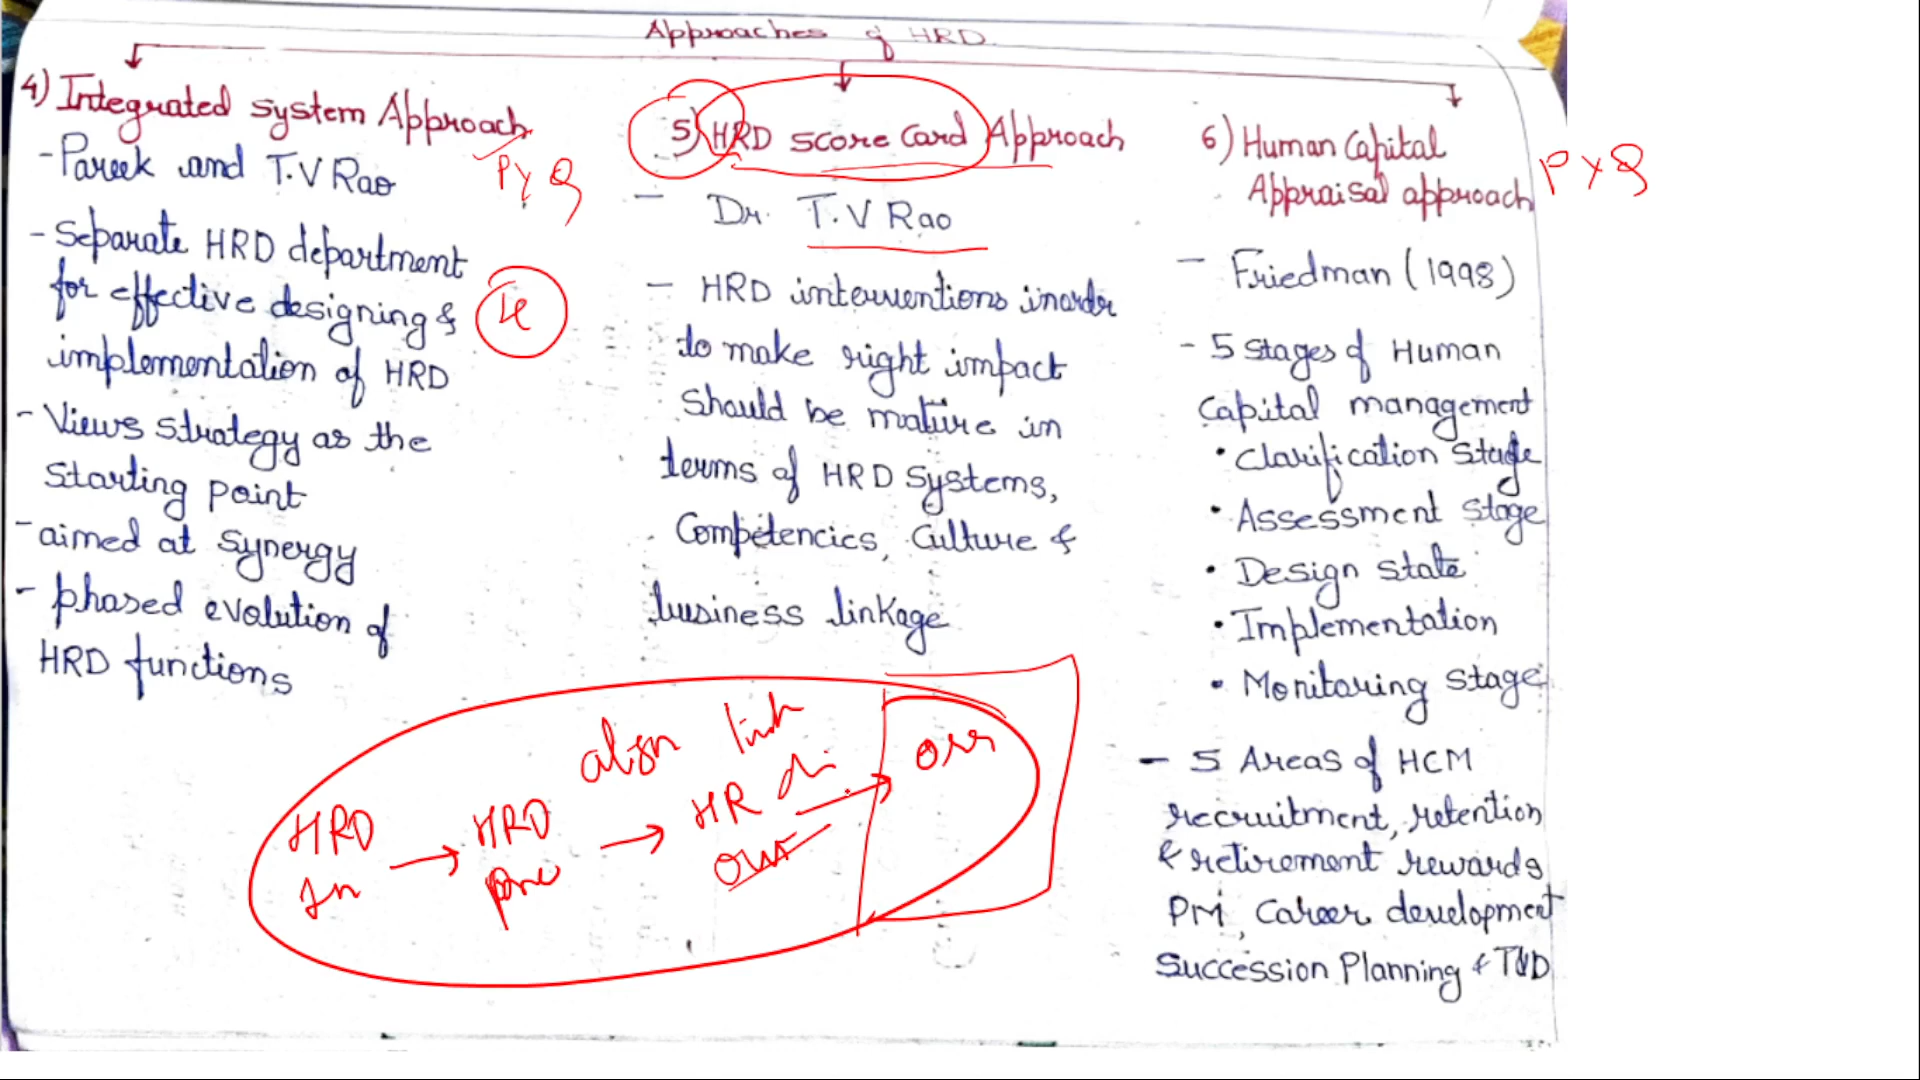 Approaches of HRD
4) Integrated system Approach
- Pareek and T.V Rao
PYQ
- Separate HRD department
for effective designing &
implementation of HRD
- Views strategy as the
Starting point
- aimed at Synergy
- phased evolution of
HRD functions
5) HRD Score Card Approach
- Dr. T.V Rao
- HRD interventions inorder
to make right impact
Should be mature in
terms of HRD Systems,
Competencies, Culture &
business linkage
align link
HRD In → HRD → HR → 
6) Human Capital
Appraisal approach
PYQ
- Friedman (1998)
- 5 Stages of Human
Capital management
• Clarification Stage
• Assessment Stage
• Design state
• Implementation
• Monitoring Stage
- 5 Areas of HCM
recruitment, retention
& retirement rewards
PM, Career development
Succession Planning & T&D